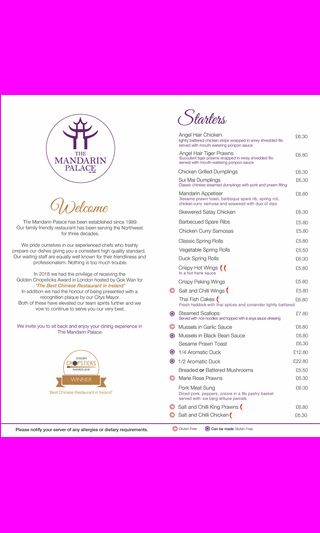 THE
MANDARIN
PALACE
Welcome
The Mandarin Palace has been established since 1989.
Our family friendly restaurant has been serving the Northwest
for three decades.
We pride ourselves in our experienced chefs who freshly
prepare our dishes giving you a consistent high quality standard.
Our waiting staff are equally well known for their friendliness and
professionalism. Nothing is too much trouble.
In 2018 we had the privilege of receiving the
Golden Chopsticks Award in London hosted by Gok Wan for
'The Best Chinese Restaurant in Ireland'
In addition we had the honour of being presented with a
recognition plaque by our Citys Mayor.
Both of these have elevated our team spirits further and we
vow to continue to serve you our very best.
We invite you to sit back and enjoy your dining experience in
The Mandarin Palace.
GOLDEN
CHOPSTICKS
AWARDS 2018
WINNER
'Best Chinese Restaurant in Ireland'
Starters
Angel Hair Chicken £6.30
lightly battered chicken strips wrapped in wirey shredded filo
served with mouth watering ponzon sauce
Angel Hair Tiger Prawns £6.80
Succulent tiger prawns wrapped in wirey shredded filo
served with mouth watering ponzon sauce
Chicken Grilled Dumplings £6.30
Sui Mai Dumplings £6.30
Classic chinese steamed dumplings with pork and prawn filling
Mandarin Appetiser £6.80
Sesame prawn toast, barbeque spare rib, spring roll,
chicken curry samosa and seaweed with duo of dips
Skewered Satay Chicken £6.30
Barbecued Spare Ribs £5.80
Chicken Curry Samosas £5.80
Classic Spring Rolls £5.80
Vegetable Spring Rolls £5.50
Duck Spring Rolls £6.30
Crispy Hot Wings £5.80
In a hot frank sauce
Crispy Peking Wings £5.80
Salt and Chilli Wings £5.80
Thai Fish Cakes £6.80
Fresh haddock with thai spices and coriander lightly battered
Steamed Scallops £7.80
Served with rice noodles and topped with a soya sauce dressing
Mussels in Garlic Sauce £6.80
Mussels in Black Bean Sauce £6.80
Sesame Prawn Toast £6.30
1/4 Aromatic Duck £12.80
1/2 Aromatic Duck £22.80
Breaded or Battered Mushrooms £5.50
Marie Rose Prawns £6.30
Pork Meat Sung £6.30
Diced pork, peppers, onions in a filo pastry basket
served with ice berg lettuce parcels
Salt and Chilli King Prawns £8.80
Salt and Chilli Chicken £6.30
Please notify your server of any allergies or dietary requirements.
Gluten Free Can be made Gluten Free